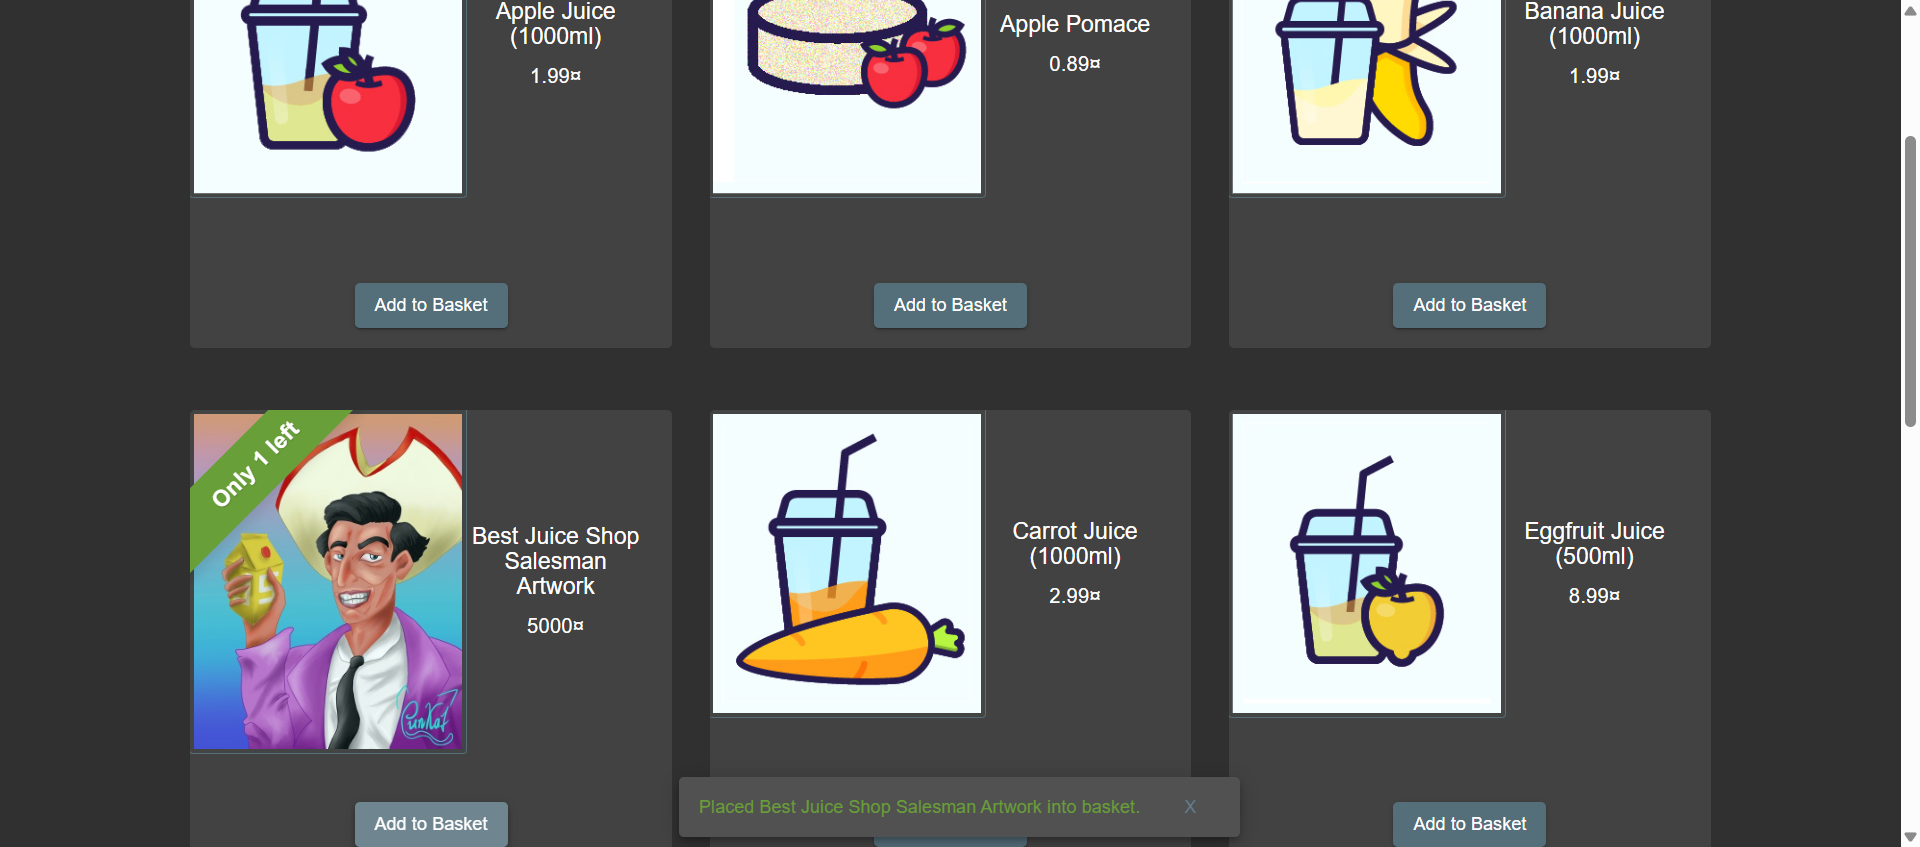 Apple Juice
(1000ml)
1.99¤
Apple Pomace
0.89¤
Banana Juice
(1000ml)
1.99¤
Add to Basket
Add to Basket
Add to Basket
Only 1 left
Best Juice Shop
Salesman
Artwork
5000¤
Carrot Juice
(1000ml)
2.99¤
Eggfruit Juice
(500ml)
8.99¤
Placed Best Juice Shop Salesman Artwork into basket.
X
Add to Basket
Add to Basket